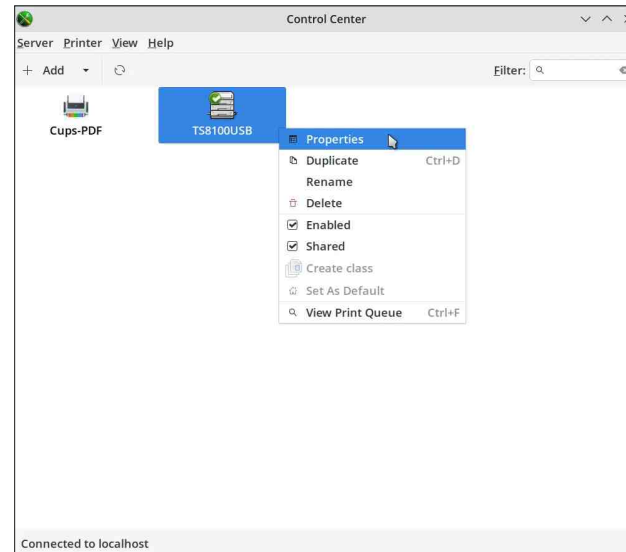 Control Center
Server Printer View Help
+ Add Filter:
Cups-PDF
TS8100USB
Properties
Duplicate Ctrl+D
Rename
Delete
Enabled
Shared
Create class
Set As Default
View Print Queue Ctrl+F
Connected to localhost